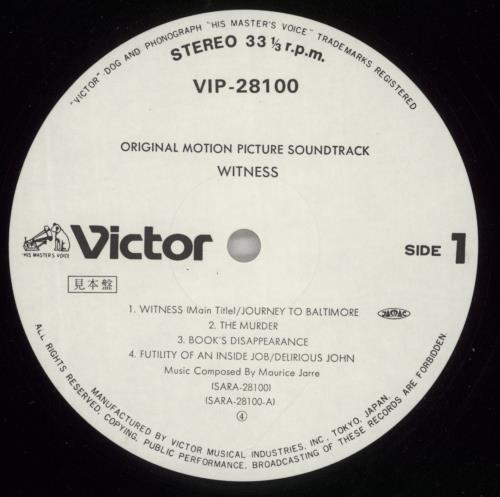 "VICTOR"-DOG AND PHONOGRAPH "HIS MASTER'S VOICE" TRADEMARKS REGISTERED
STEREO 33 1/3 r.p.m.
VIP-28100
ORIGINAL MOTION PICTURE SOUNDTRACK
WITNESS
"HIS MASTER'S VOICE"
Victor
SIDE 1
見本盤
1. WITNESS (Main Title)/JOURNEY TO BALTIMORE
2. THE MURDER
3. BOOK'S DISAPPEARANCE
4. FUTILITY OF AN INSIDE JOB/DELIRIOUS JOHN
Music Composed By Maurice Jarre
(SARA-28100)
(SARA-28100-A)
④
JASRAC
ALL RIGHTS RESERVED. COPYING, PUBLIC PERFORMANCE, BROADCASTING OF THESE RECORDS ARE FORBIDDEN.
MANUFACTURED BY VICTOR MUSICAL INDUSTRIES, INC. TOKYO, JAPAN.